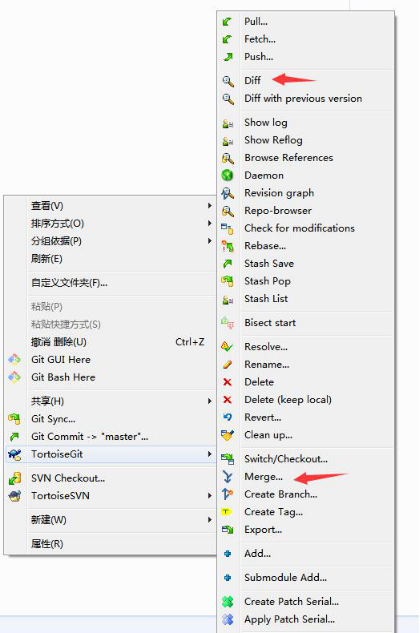 Pull...
Fetch...
Push...
Diff
Diff with previous version
Show log
Show Reflog
Browse References
Daemon
Revision graph
Repo-browser
Check for modifications
Rebase...
Stash Save
Stash Pop
Stash List
Bisect start
Resolve...
Rename...
Delete
Delete (keep local)
Revert...
Clean up...
Switch/Checkout...
Merge...
Create Branch...
Create Tag...
Export...
Add...
Submodule Add...
Create Patch Serial...
Apply Patch Serial...
查看(V)
排序方式(O)
分组依据(P)
刷新(E)
自定义文件夹(F)...
粘贴(P)
粘贴快捷方式(S)
撤消 删除(U) Ctrl+Z
Git GUI Here
Git Bash Here
共享(H)
Git Sync...
Git Commit -> "master"...
TortoiseGit
SVN Checkout...
TortoiseSVN
新建(W)
属性(R)